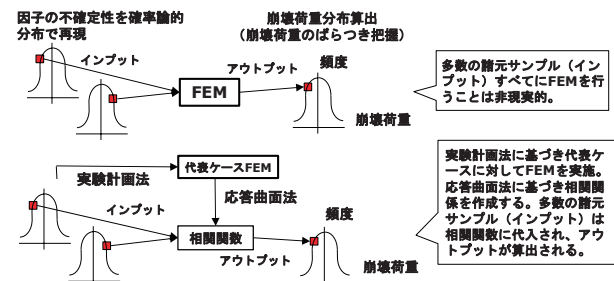 因子の不確定性を確率論的
分布で再現
崩壊荷重分布算出
（崩壊荷重のばらつき把握）
インプット
FEM
アウトプット
頻度
崩壊荷重
多数の諸元サンプル（イン
プット）すべてにFEMを行
うことは非現実的。
実験計画法
代表ケースFEM
応答曲面法
インプット
相関関数
アウトプット
頻度
崩壊荷重
実験計画法に基づき代表ケ
ースに対してFEMを実施。
応答曲面法に基づき相関関
係を作成する。多数の諸元
サンプル（インプット）は
相関関数に代入され、アウ
トプットが算出される。